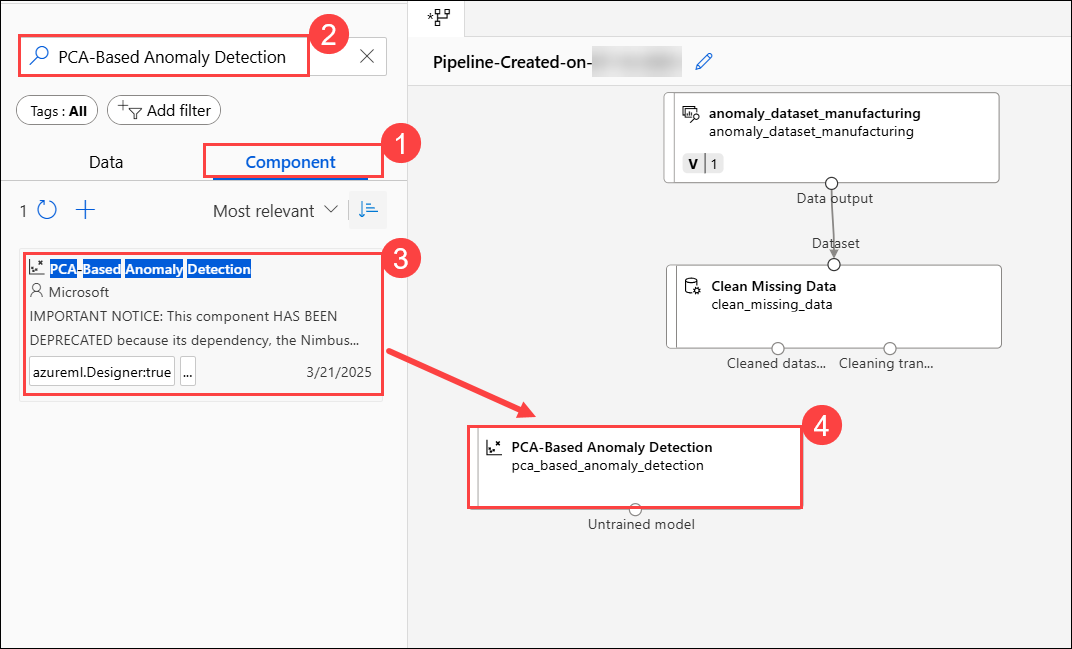 PCA-Based Anomaly Detection
2
Tags : All
Add filter
Data
Component
1
1
Most relevant
PCA-Based Anomaly Detection
3
Microsoft
IMPORTANT NOTICE: This component HAS BEEN
DEPRECATED because its dependency, the Nimbus...
azureml.Designer:true
...
3/21/2025
Pipeline-Created-on-
anomaly_dataset_manufacturing
anomaly_dataset_manufacturing
V 1
Data output
Dataset
Clean Missing Data
clean_missing_data
Cleaned datas...
Cleaning tran...
4
PCA-Based Anomaly Detection
pca_based_anomaly_detection
Untrained model